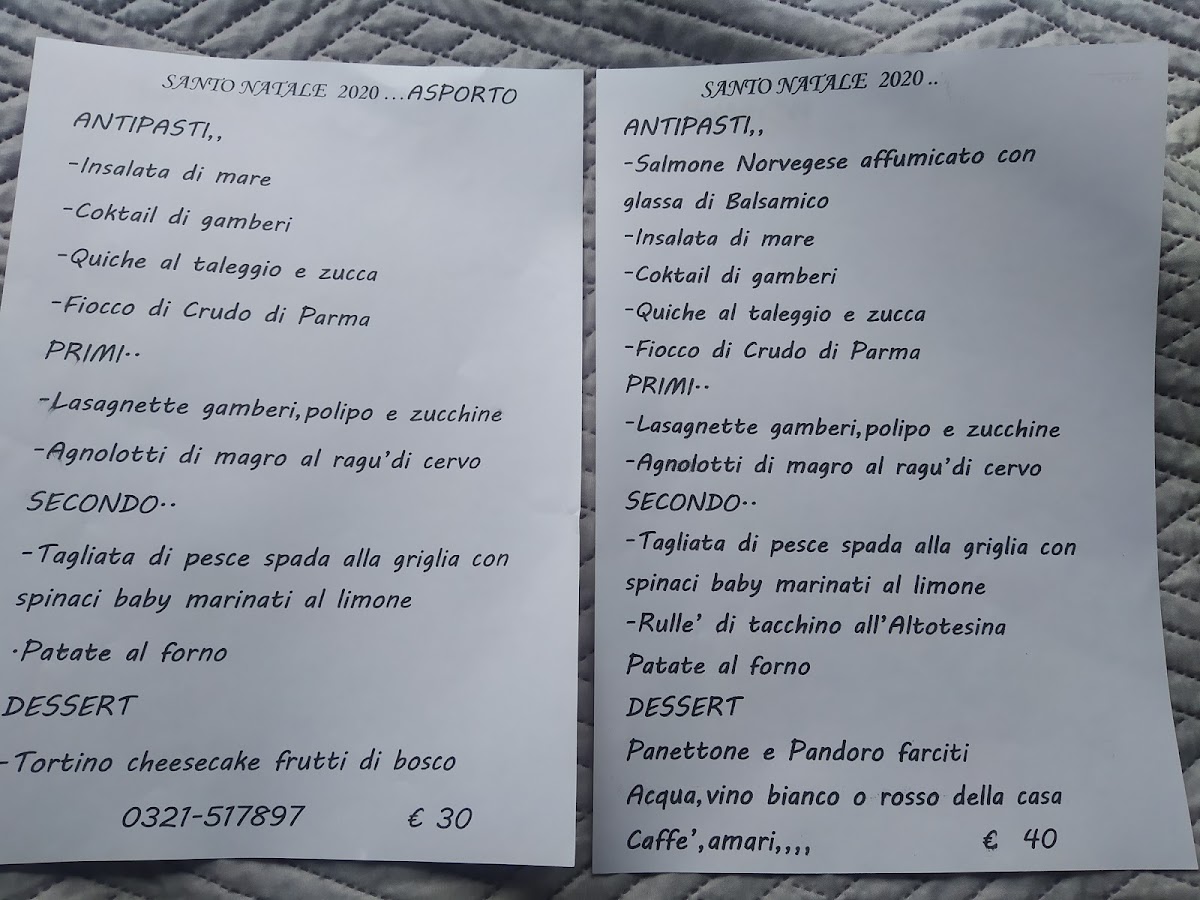 SANTO NATALE 2020 ...ASPORTO
ANTIPASTI,,
-Insalata di mare
-Coktail di gamberi
-Quiche al taleggio e zucca
-Fiocco di Crudo di Parma
PRIMI..
-Lasagnette gamberi,polipo e zucchine
-Agnolotti di magro al ragu'di cervo
SECONDO..
-Tagliata di pesce spada alla griglia con
spinaci baby marinati al limone
.Patate al forno
DESSERT
-Tortino cheesecake frutti di bosco
0321-517897 € 30
SANTO NATALE 2020 ..
ANTIPASTI,,
-Salmone Norvegese affumicato con
glassa di Balsamico
-Insalata di mare
-Coktail di gamberi
-Quiche al taleggio e zucca
-Fiocco di Crudo di Parma
PRIMI..
-Lasagnette gamberi,polipo e zucchine
-Agnolotti di magro al ragu'di cervo
SECONDO..
-Tagliata di pesce spada alla griglia con
spinaci baby marinati al limone
-Rulle' di tacchino all'Altotesina
Patate al forno
DESSERT
Panettone e Pandoro farciti
Acqua,vino bianco o rosso della casa
Caffe',amari,,,, € 40